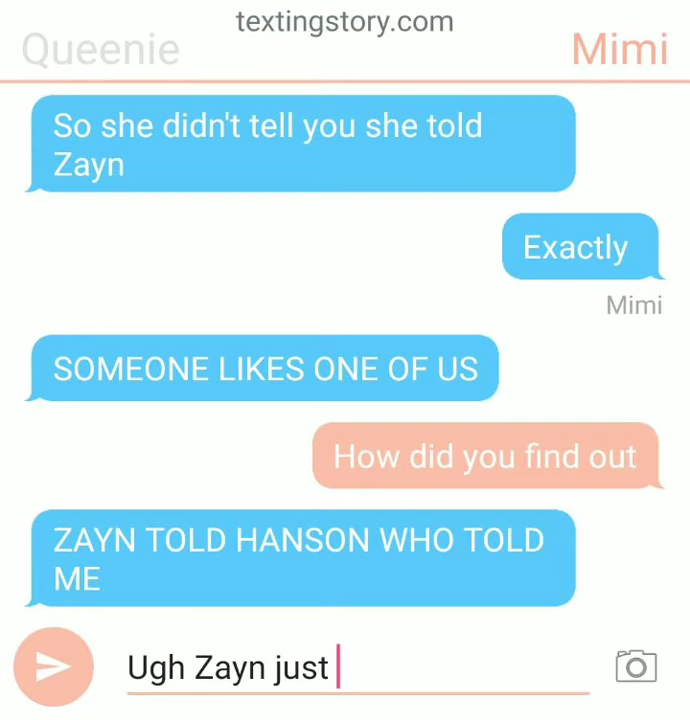 textingstory.com
Queenie
Mimi
So she didn't tell you she told
Zayn
Exactly
Mimi
SOMEONE LIKES ONE OF US
How did you find out
ZAYN TOLD HANSON WHO TOLD
ME
Ugh Zayn just